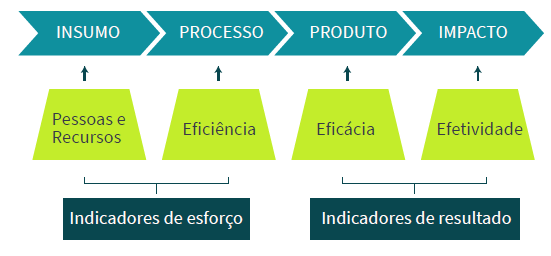 INSUMO
PROCESSO
PRODUTO
IMPACTO
Pessoas e
Recursos
Eficiência
Eficácia
Efetividade
Indicadores de esforço
Indicadores de resultado